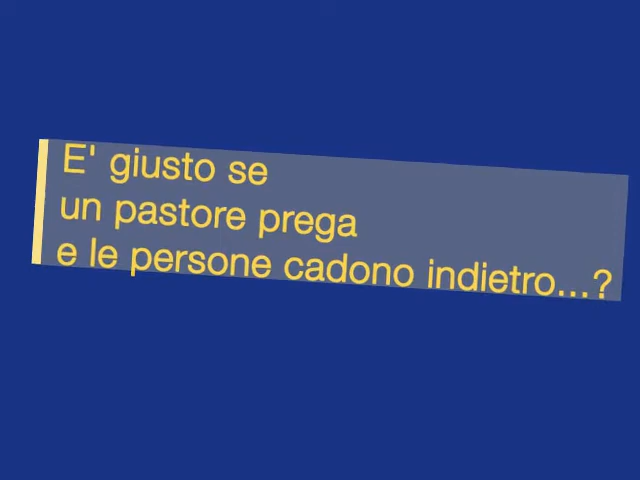 E' giusto se
un pastore prega
e le persone cadono indietro...?